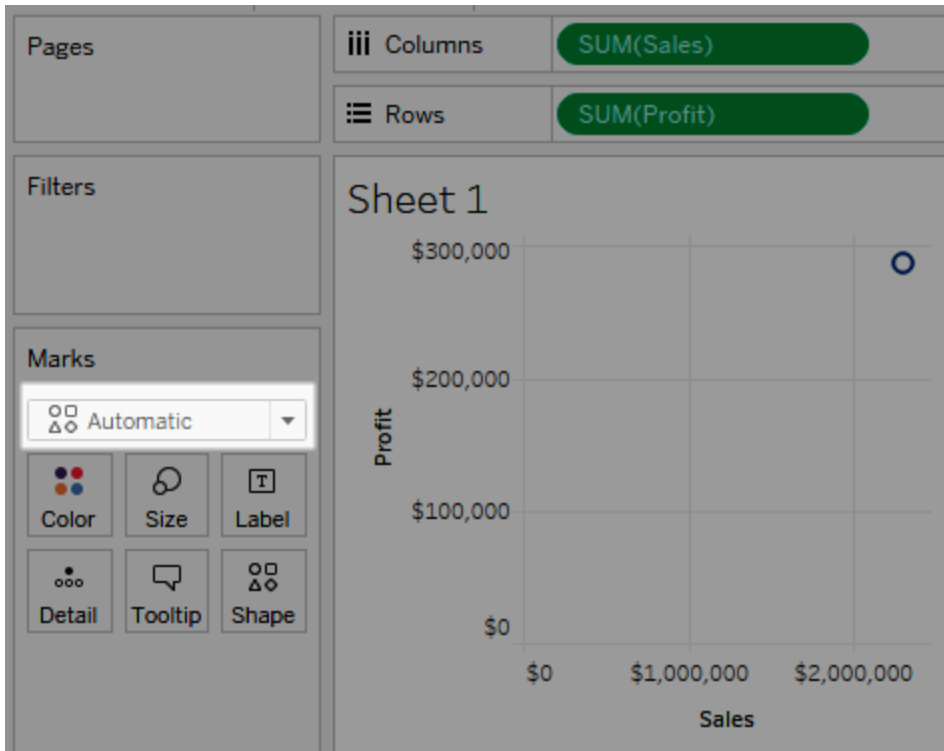 Pages
Columns
SUM(Sales)
Rows
SUM(Profit)
Filters
Sheet 1
Marks
Automatic
Color
Size
T
Label
Detail
Tooltip
Shape
$300,000
$200,000
$100,000
$0
Profit
$0
$1,000,000
$2,000,000
Sales